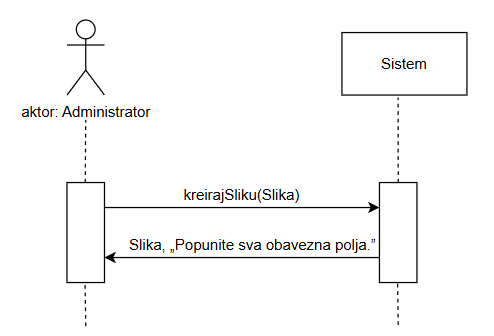 Sistem
aktor: Administrator
kreirajSliku(Slika)
Slika, „Popunite sva obavezna polja.”